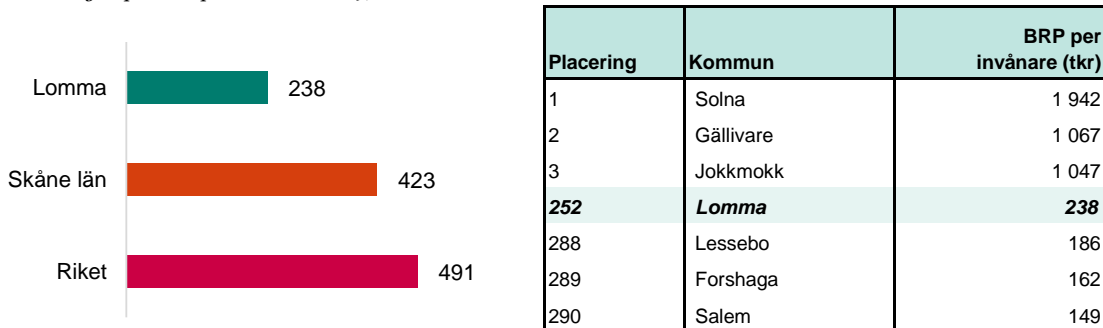 Lomma 238
Skåne län 423
Riket 491
Placering Kommun BRP per invånare (tkr)
1 Solna 1 942
2 Gällivare 1 067
3 Jokkmokk 1 047
252 Lomma 238
288 Lessebo 186
289 Forshaga 162
290 Salem 149